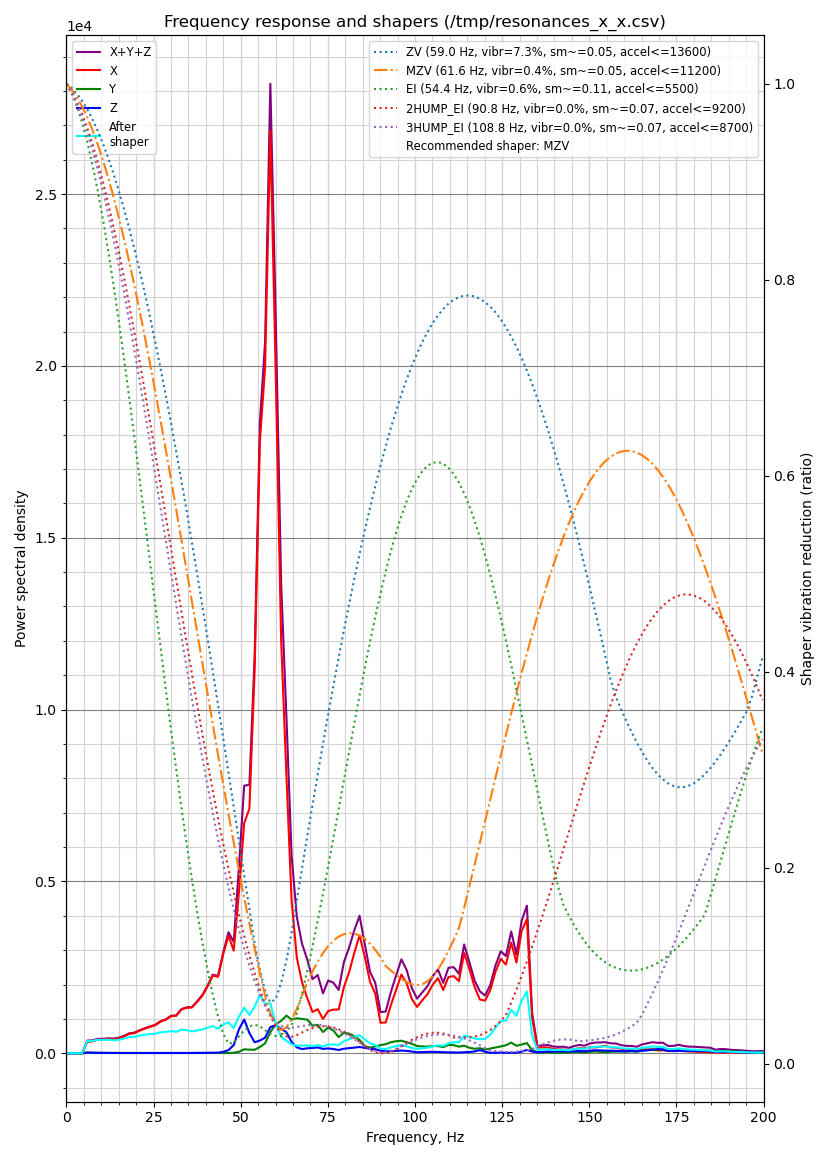 Frequency response and shapers (/tmp/resonances_x_x.csv)
1e4
X+Y+Z
X
Y
Z
After
shaper
ZV (59.0 Hz, vibr=7.3%, sm~=0.05, accel<=13600)
MZV (61.6 Hz, vibr=0.4%, sm~=0.05, accel<=11200)
EI (54.4 Hz, vibr=0.6%, sm~=0.11, accel<=5500)
2HUMP_EI (90.8 Hz, vibr=0.0%, sm~=0.07, accel<=9200)
3HUMP_EI (108.8 Hz, vibr=0.0%, sm~=0.07, accel<=8700)
Recommended shaper: MZV
Power spectral density
2.5
2.0
1.5
1.0
0.5
0.0
1.0
0.8
0.6
0.4
0.2
0.0
Shaper vibration reduction (ratio)
0 25 50 75 100 125 150 175 200
Frequency, Hz